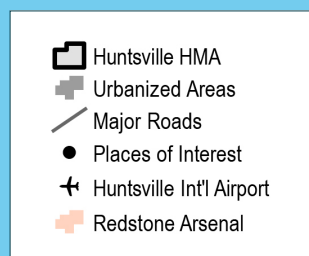 Huntsville HMA
Urbanized Areas
Major Roads
Places of Interest
Huntsville Int'l Airport
Redstone Arsenal